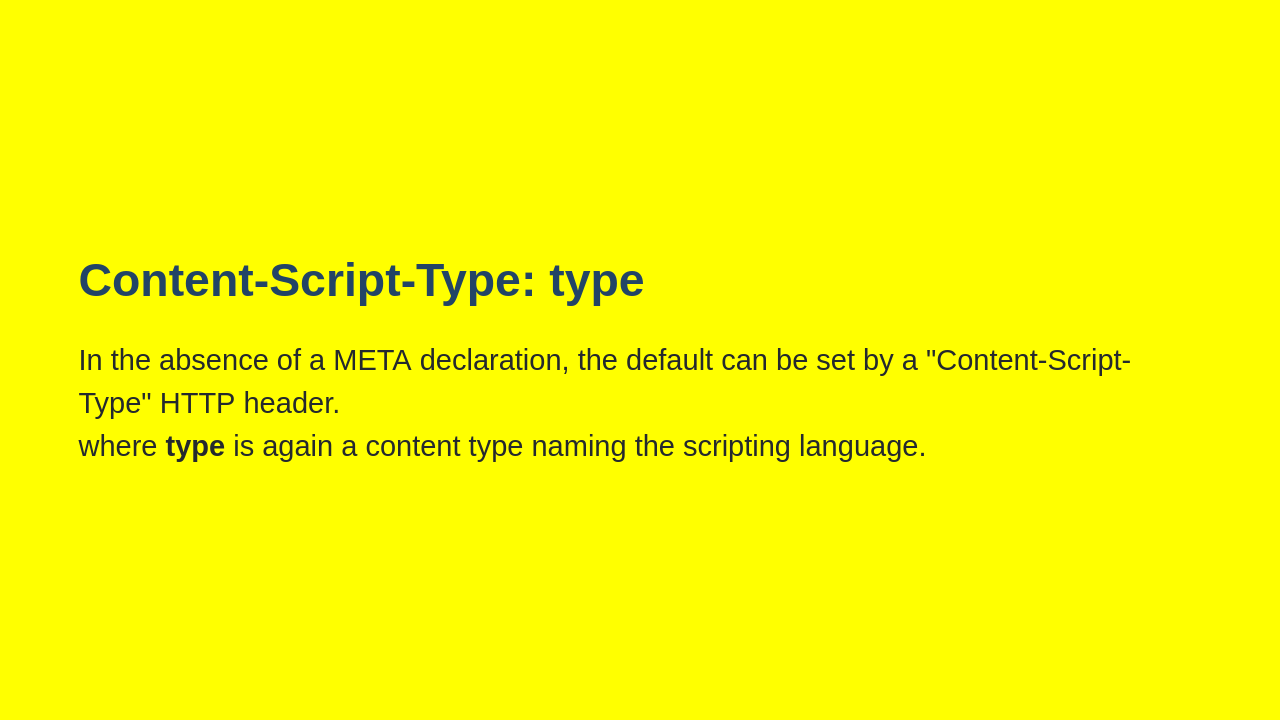 Content-Script-Type: type
In the absence of a META declaration, the default can be set by a "Content-Script-
Type" HTTP header.
where type is again a content type naming the scripting language.